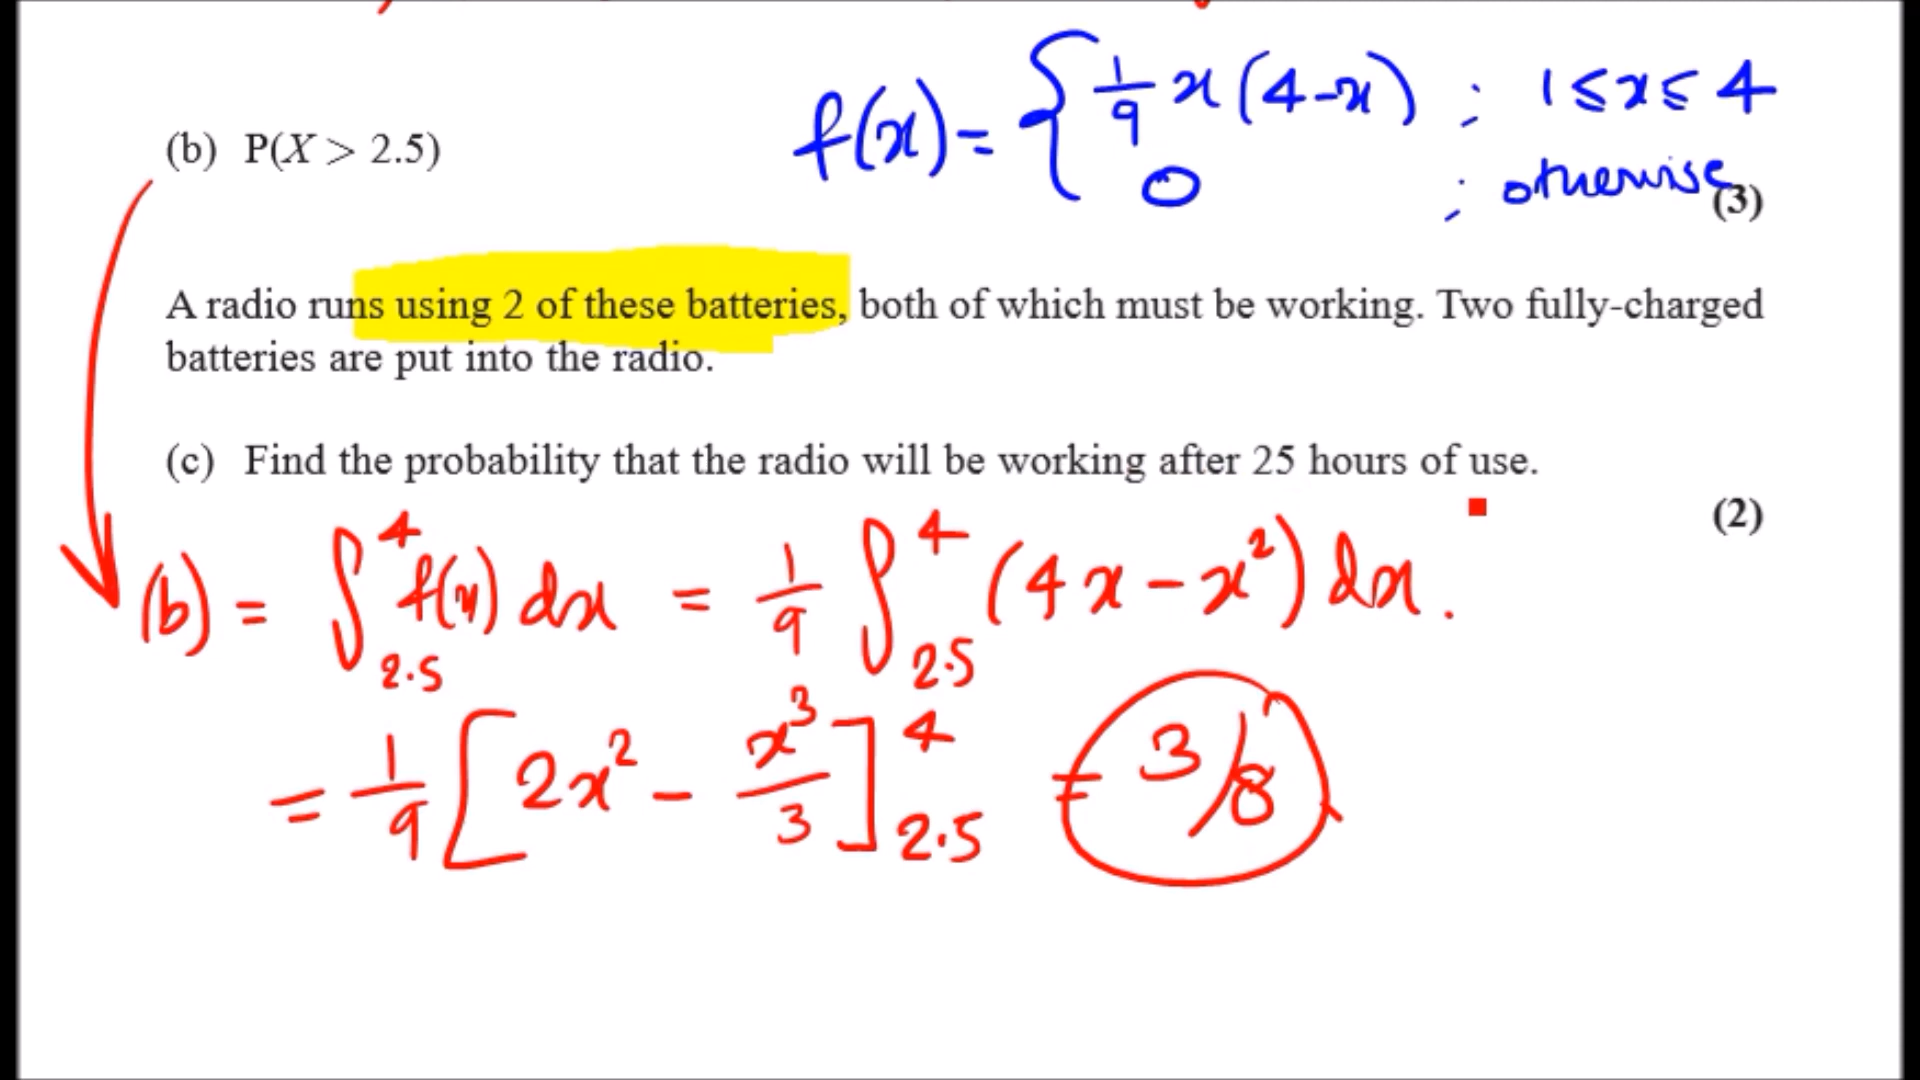 f(x) = { 1/9 x(4-x) ; 1 ≤ x ≤ 4
0 ; otherwise
(b) P(X > 2.5)
(3)
A radio runs using 2 of these batteries, both of which must be working. Two fully-charged
batteries are put into the radio.
(c) Find the probability that the radio will be working after 25 hours of use.
(2)
(b) = ∫_{2.5}^{4} f(x) dx = 1/9 ∫_{2.5}^{4} (4x - x²) dx.
= 1/9 [2x² - x³/3]_{2.5}^{4} = 3/8